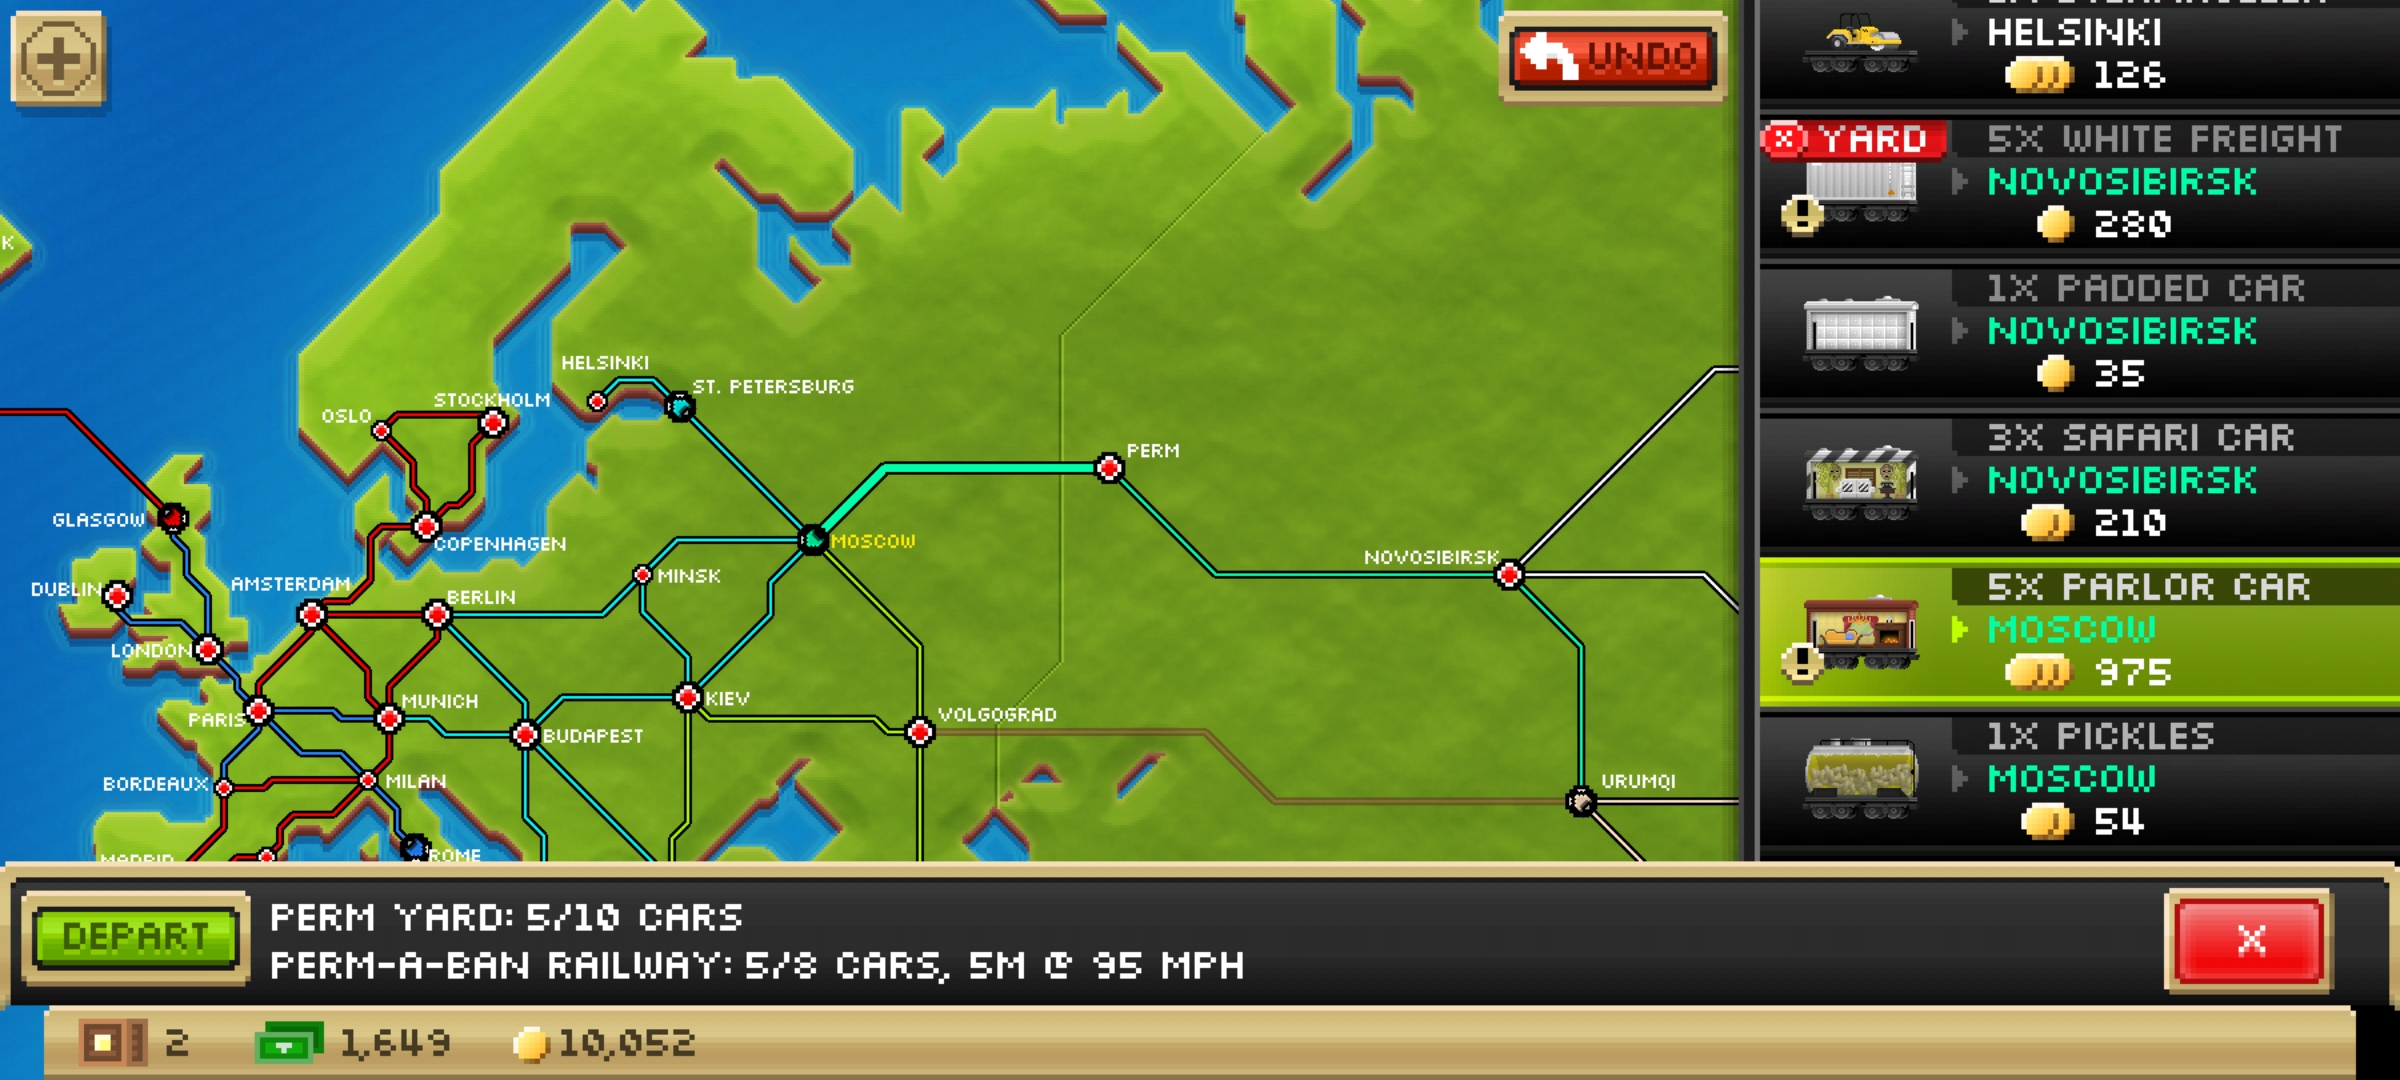 UNDO
K
HELSINKI
ST. PETERSBURG
STOCKHOLM
OSLO
PERM
GLASGOW
MOSCOW
COPENHAGEN
NOVOSIBIRSK
DUBLIN
AMSTERDAM
BERLIN
MINSK
LONDON
PARIS
MUNICH
KIEV
VOLGOGRAD
BUDAPEST
BORDEAUX
MILAN
URUMQI
MADRID
ROME
HELSINKI
126
YARD
5X WHITE FREIGHT
NOVOSIBIRSK
280
1X PADDED CAR
NOVOSIBIRSK
35
3X SAFARI CAR
NOVOSIBIRSK
210
5X PARLOR CAR
MOSCOW
975
1X PICKLES
MOSCOW
54
DEPART
PERM YARD: 5/10 CARS
PERM-A-BAN RAILWAY: 5/8 CARS, 5M @ 95 MPH
X
2
1,649
10,052